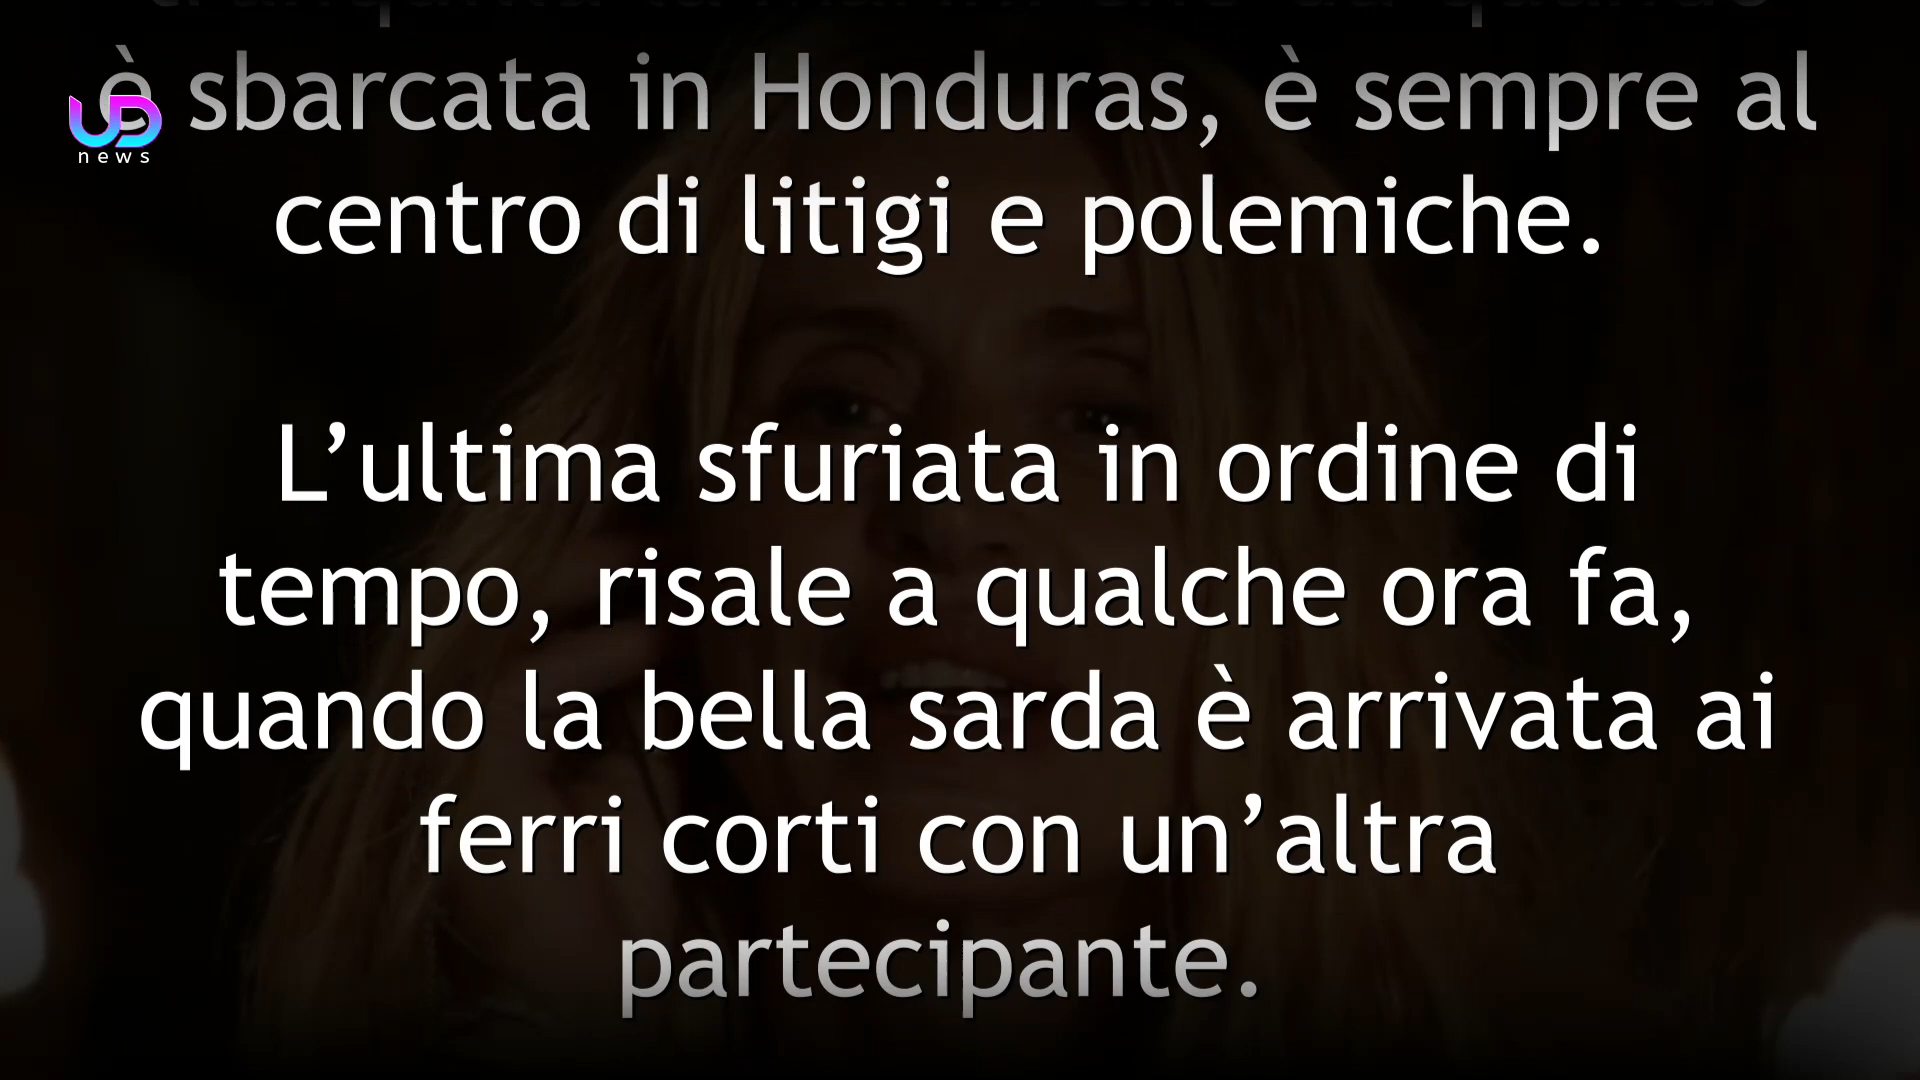 è sbarcata in Honduras, è sempre al
UD
news
centro di litigi e polemiche.
L’ultima sfuriata in ordine di
tempo, risale a qualche ora fa,
quando la bella sarda è arrivata ai
ferri corti con un’altra
partecipante.